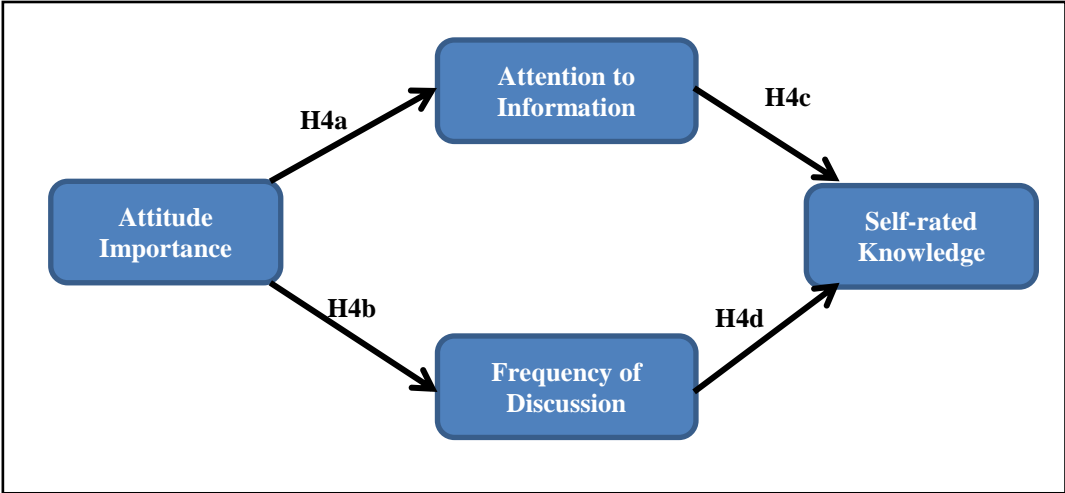 Attention to
Information
H4a
H4c
Attitude
Importance
Self-rated
Knowledge
H4b
H4d
Frequency of
Discussion